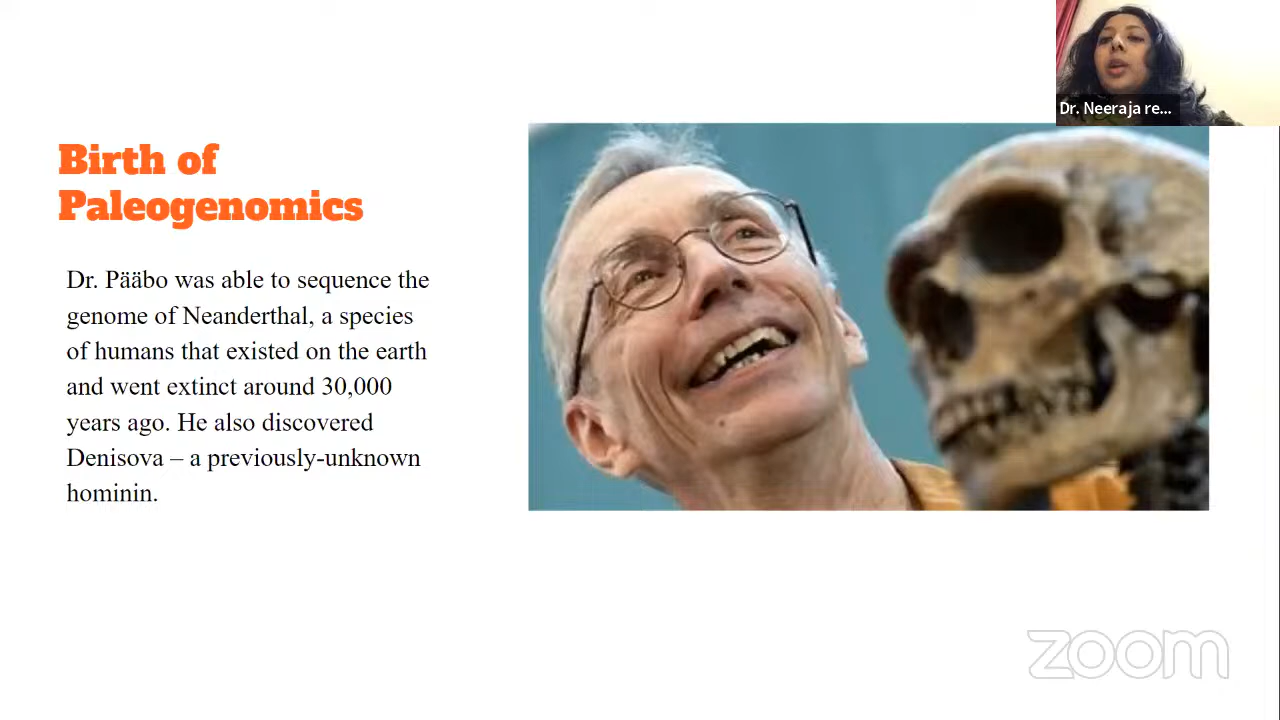 Dr. Neeraja re...
Birth of
Paleogenomics
Dr. Pääbo was able to sequence the
genome of Neanderthal, a species
of humans that existed on the earth
and went extinct around 30,000
years ago. He also discovered
Denisova – a previously-unknown
hominin.
zoom